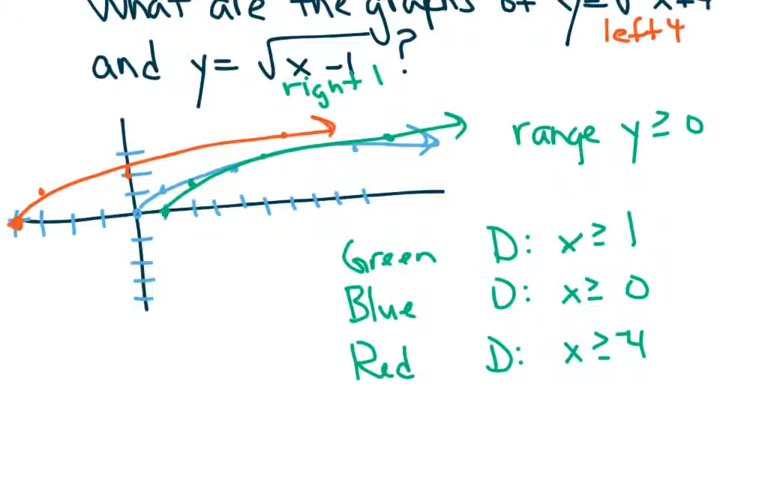 What are the graphs of y=√x+4
left 4
and y= √x-1 ?
right 1
range y≥0
Green D: x≥1
Blue D: x≥0
Red D: x≥-4